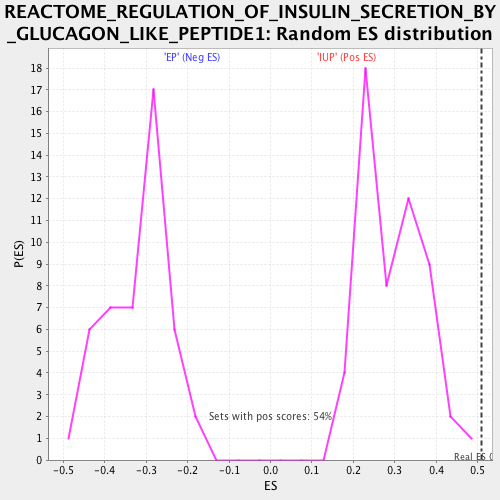 REACTOME_REGULATION_OF_INSULIN_SECRETION_BY
_GLUCAGON_LIKE_PEPTIDE1: Random ES distribution
'EP' (Neg ES) 'IUP' (Pos ES)
P(ES)
18
17
16
15
14
13
12
11
10
9
8
7
6
5
4
3
2
1
0
Sets with pos scores: 54%
Real ES 0
-0.5 -0.4 -0.3 -0.2 -0.1 0.0 0.1 0.2 0.3 0.4 0.5
ES